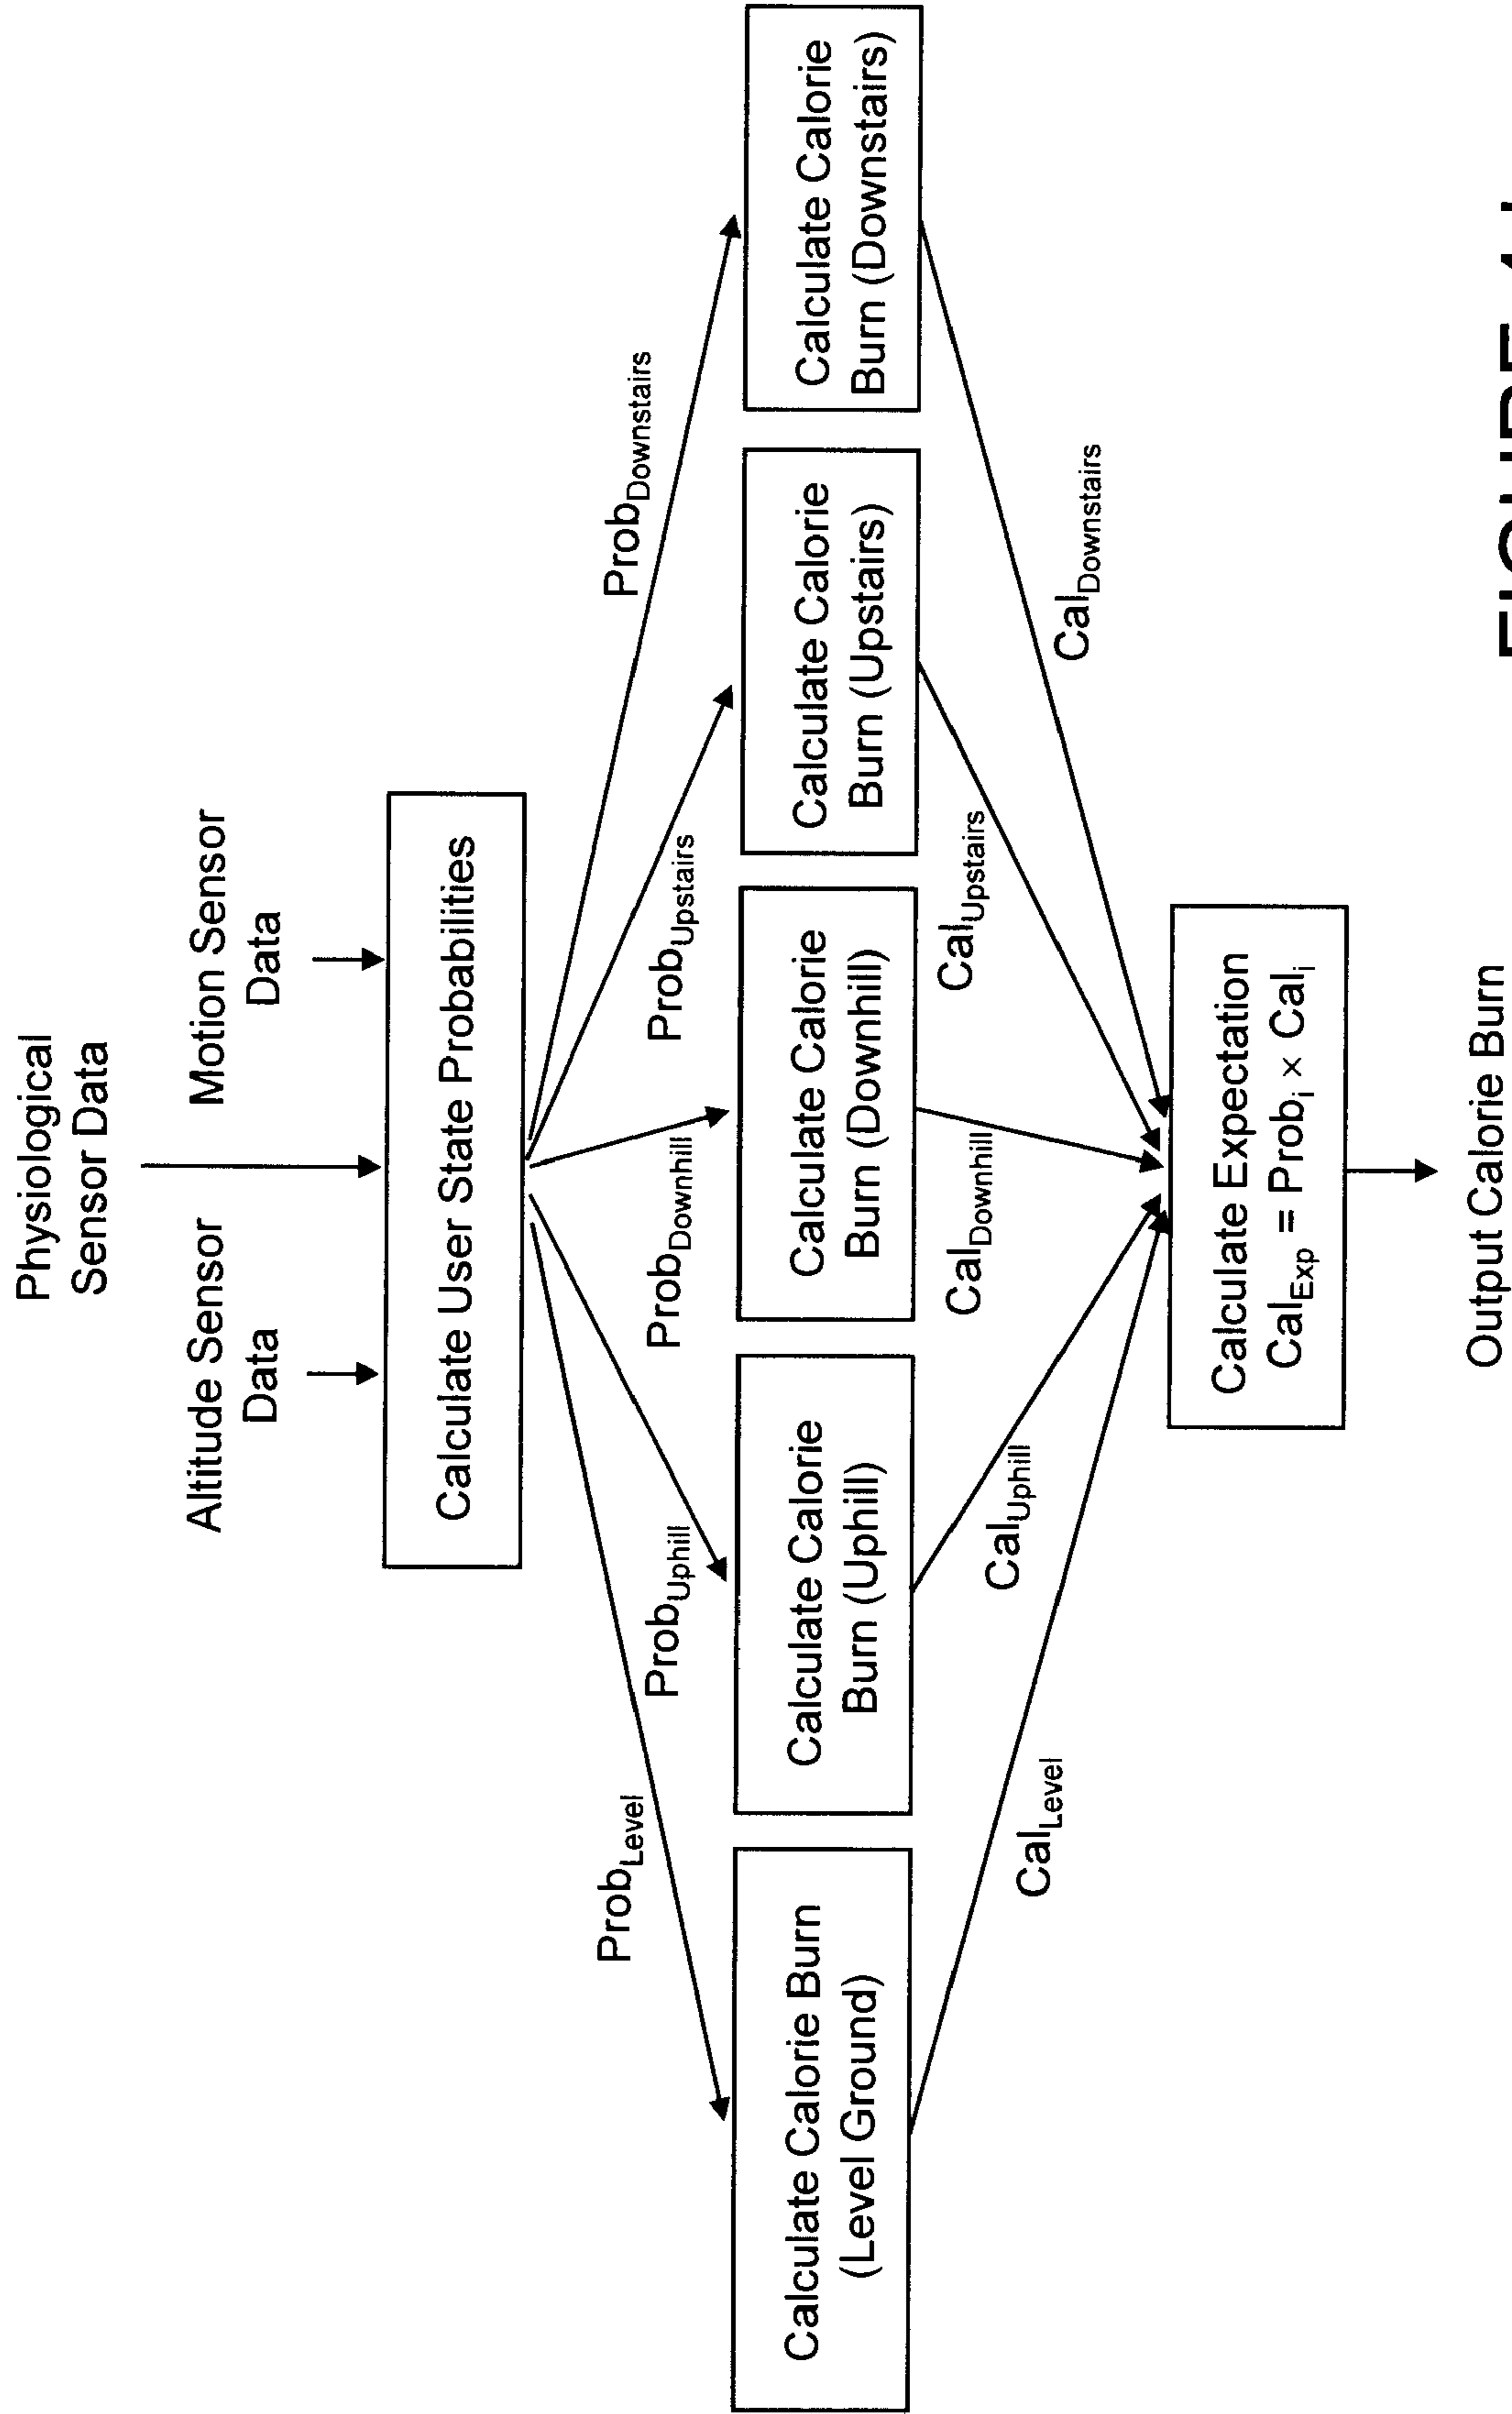 Physiological
Sensor Data
Altitude Sensor
Data
Motion Sensor
Data
Calculate User State Probabilities
Prob_Level
Prob_Uphill
Prob_Downhill
Prob_Upstairs
Prob_Downstairs
Calculate Calorie Burn
(Level Ground)
Calculate Calorie
Burn (Uphill)
Calculate Calorie
Burn (Downhill)
Calculate Calorie
Burn (Upstairs)
Calculate Calorie
Burn (Downstairs)
Cal_Level
Cal_Uphill
Cal_Downhill
Cal_Upstairs
Cal_Downstairs
Calculate Expectation
Cal_Exp = Prob_i × Cal_i
Output Calorie Burn